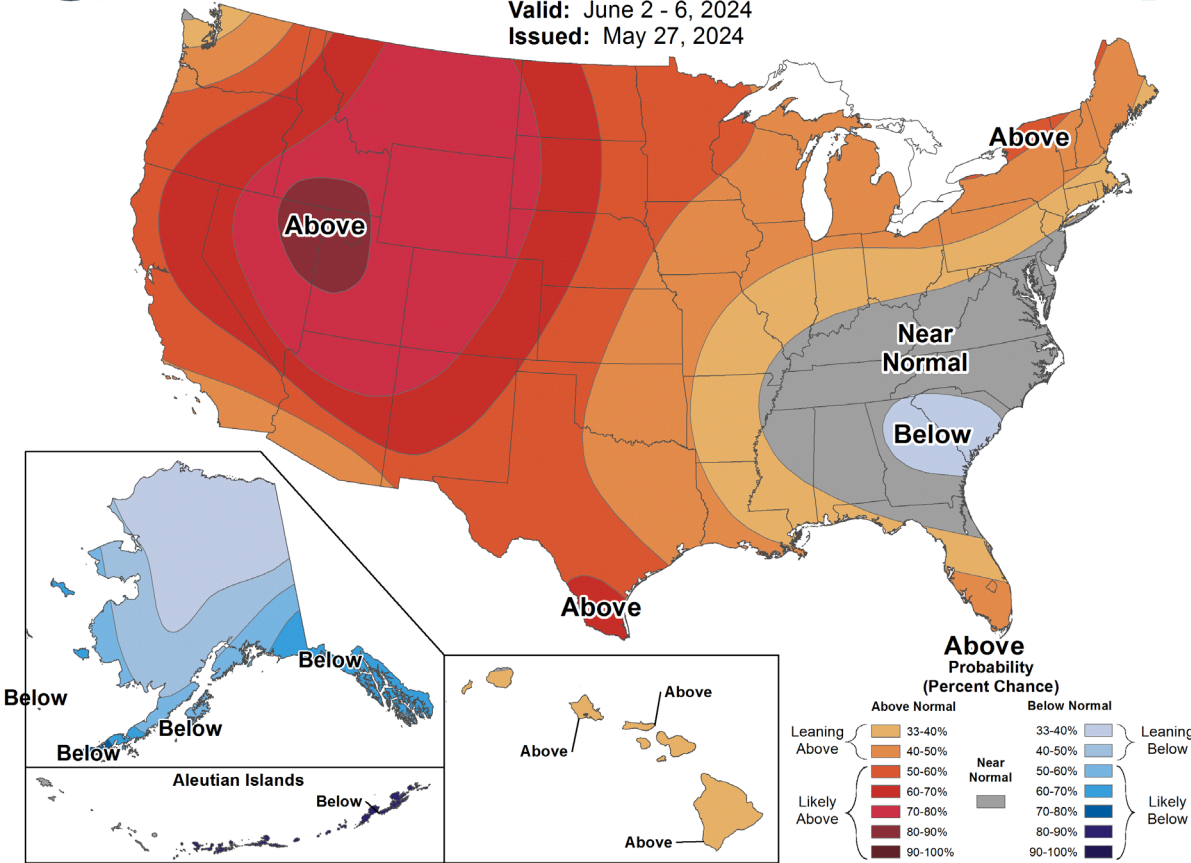 Valid: June 2 - 6, 2024
Issued: May 27, 2024
Above
Above
Near
Normal
Below
Above
Above
Below
Below
Below
Below
Aleutian Islands
Below
Above
Above
Above
Probability
(Percent Chance)
Above Normal
Below Normal
Leaning
Above
33-40%
40-50%
Likely
Above
50-60%
60-70%
70-80%
80-90%
90-100%
Near
Normal
33-40%
40-50%
Leaning
Below
50-60%
60-70%
70-80%
80-90%
90-100%
Likely
Below